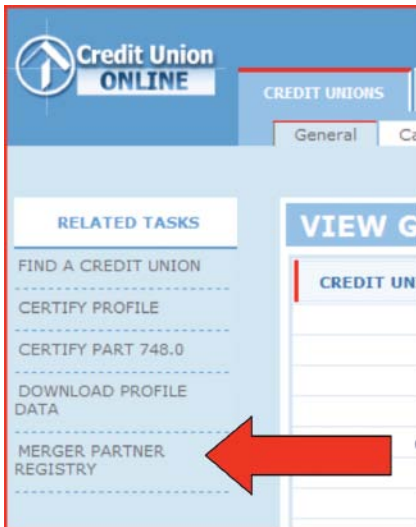 Credit Union
ONLINE
CREDIT UNIONS
General
RELATED TASKS
VIEW
FIND A CREDIT UNION
CREDIT
CERTIFY PROFILE
CERTIFY PART 748.0
DOWNLOAD PROFILE
DATA
MERGER PARTNER
REGISTRY